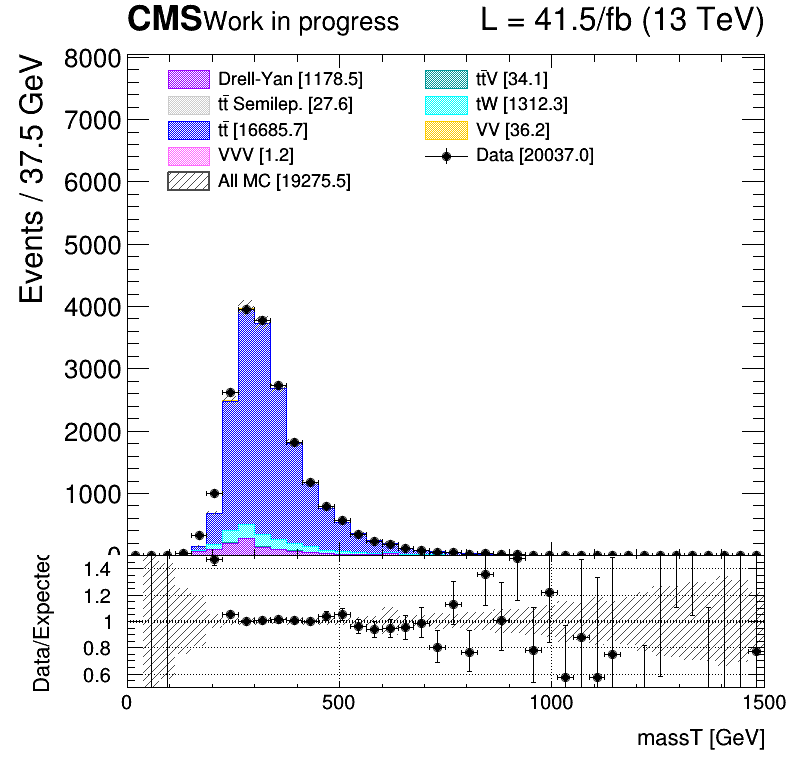 CMS Work in progress L = 41.5/fb (13 TeV)
Events / 37.5 GeV
8000
7000
6000
5000
4000
3000
2000
1000
0
Drell-Yan [1178.5]
tt̄ Semilep. [27.6]
tt̄ [16685.7]
VVV [1.2]
All MC [19275.5]
tt̄V [34.1]
tW [1312.3]
VV [36.2]
Data [20037.0]
Data/Expected
1.4
1.2
1
0.8
0.6
0 500 1000 1500
massT [GeV]